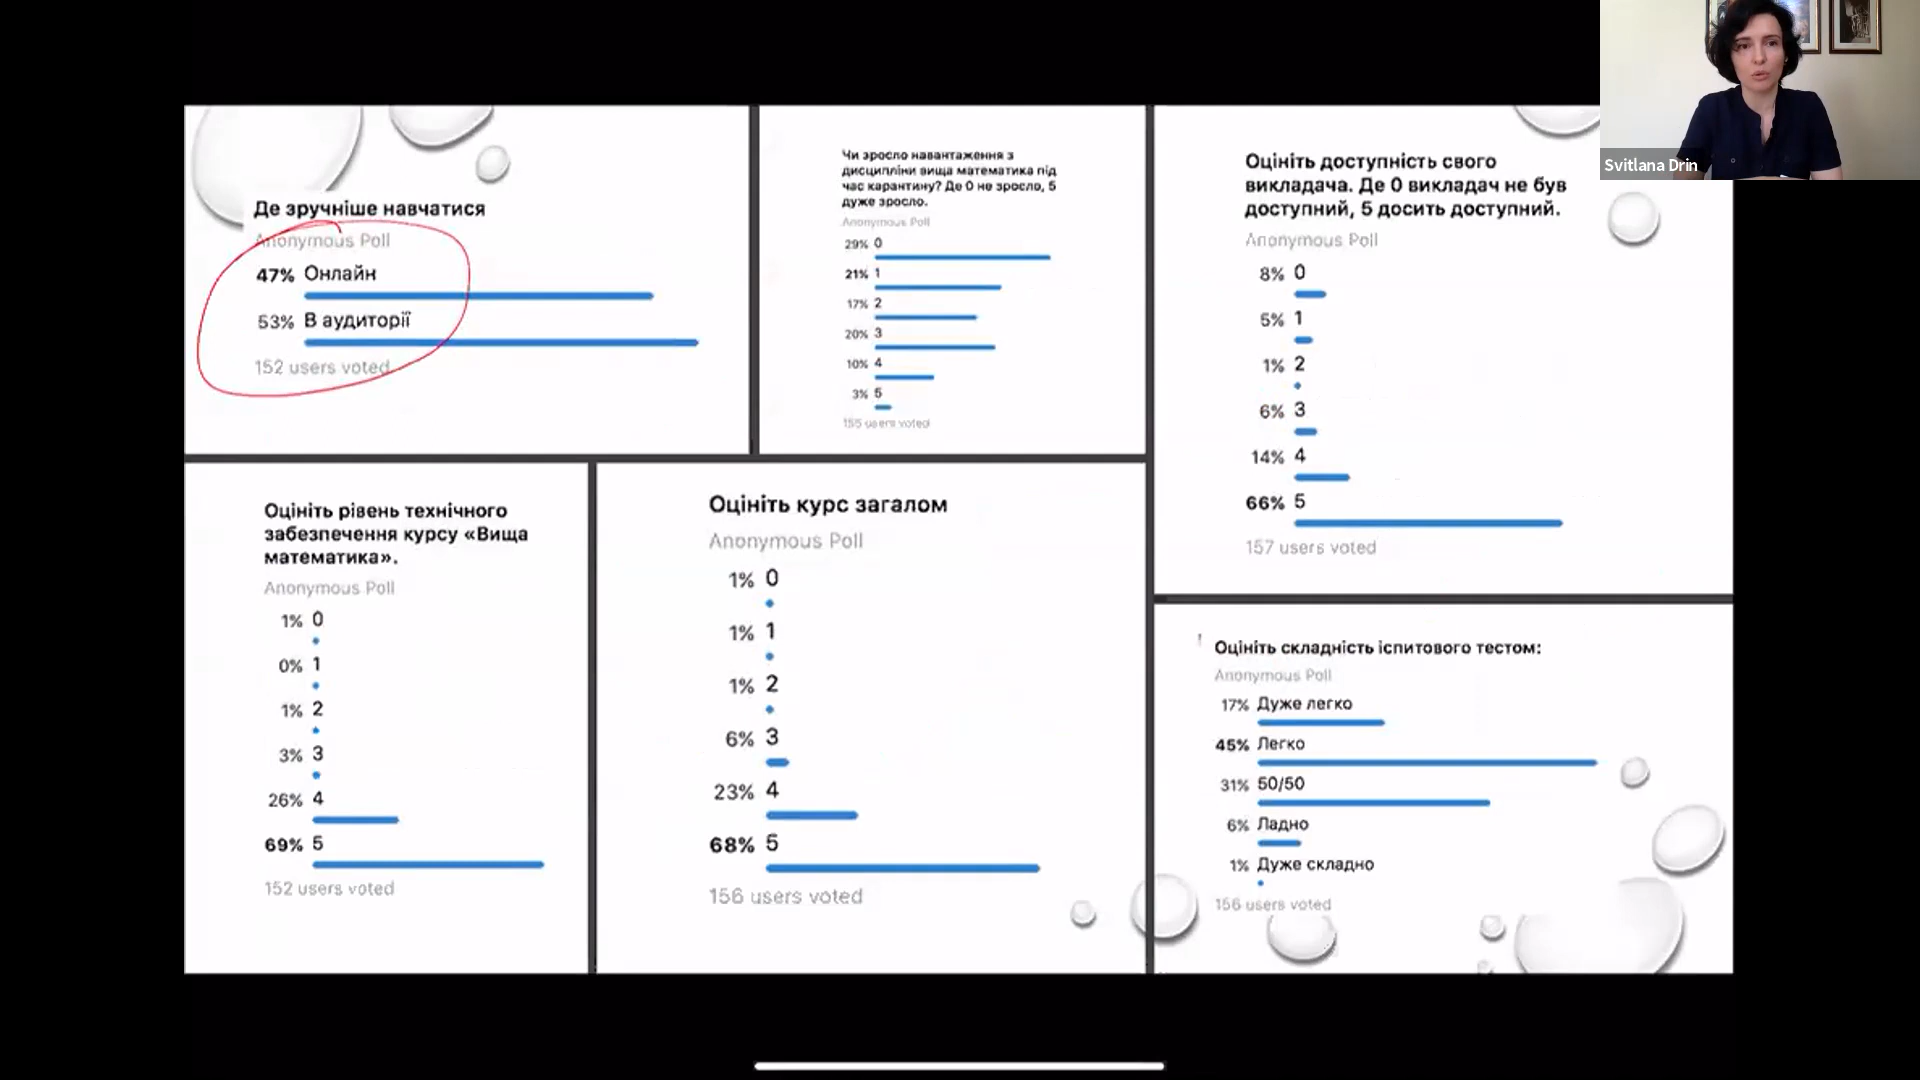 Svitlana Drin
Де зручніше навчатися
Anonymous Poll
47% Онлайн
53% В аудиторії
152 users voted
Чи зросло навантаження з
дисципліни вища математика під
час карантину? Де 0 не зросло, 5
дуже зросло.
Anonymous Poll
29% 0
21% 1
17% 2
20% 3
10% 4
3% 5
155 users voted
Оцініть доступність свого
викладача. Де 0 викладач не був
доступний, 5 досить доступний.
Anonymous Poll
8% 0
5% 1
1% 2
6% 3
14% 4
66% 5
157 users voted
Оцініть рівень технічного
забезпечення курсу «Вища
математика».
Anonymous Poll
1% 0
0% 1
1% 2
3% 3
26% 4
69% 5
152 users voted
Оцініть курс загалом
Anonymous Poll
1% 0
1% 1
1% 2
6% 3
23% 4
68% 5
156 users voted
Оцініть складність іспитового тестом:
Anonymous Poll
17% Дуже легко
45% Легко
31% 50/50
6% Ладно
1% Дуже складно
156 users voted